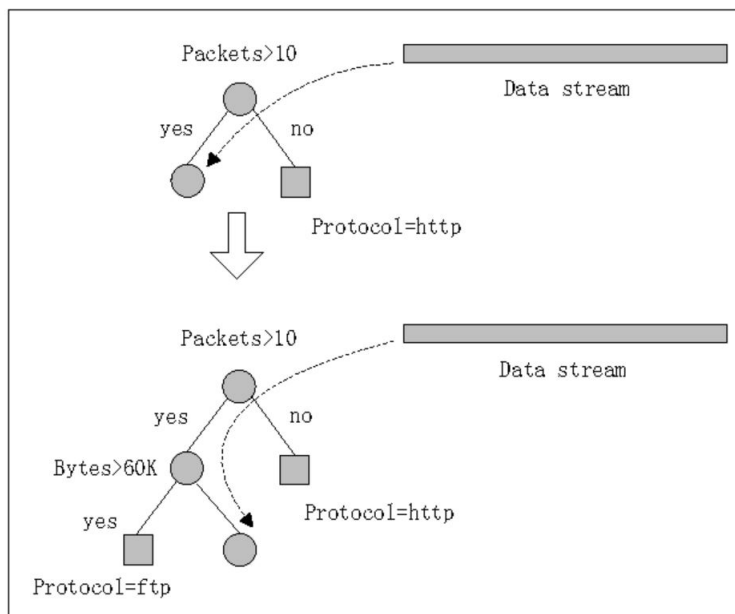 Packets>10
Data stream
yes
no
Protocol=http
Packets>10
Data stream
yes
no
Bytes>60K
Protocol=http
yes
Protocol=ftp